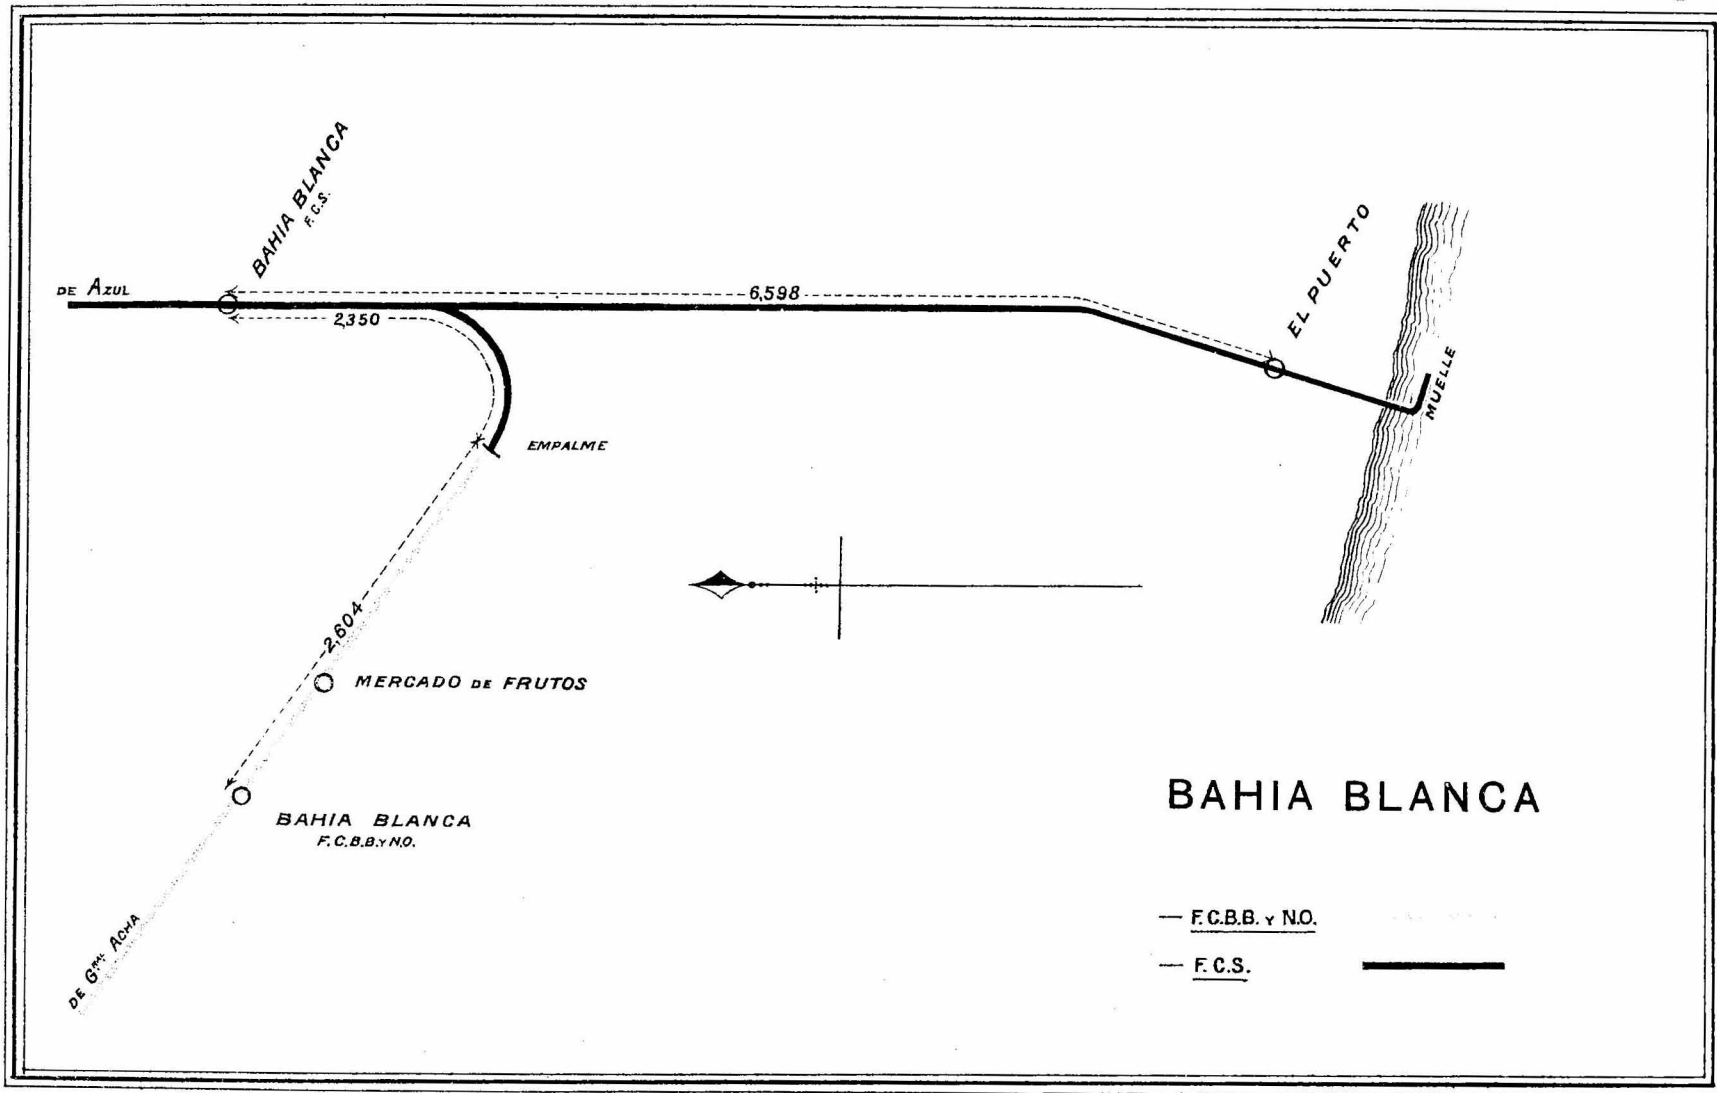 BAHIA BLANCA
F.C.S.
DE AZUL
6,598
2,350
EL PUERTO
MUELLE
EMPALME
2,604
MERCADO DE FRUTOS
BAHIA BLANCA
F.C.B.B. Y N.O.
DE GRAL ACHA
BAHIA BLANCA
— F.C.B.B. Y N.O.
— F.C.S.